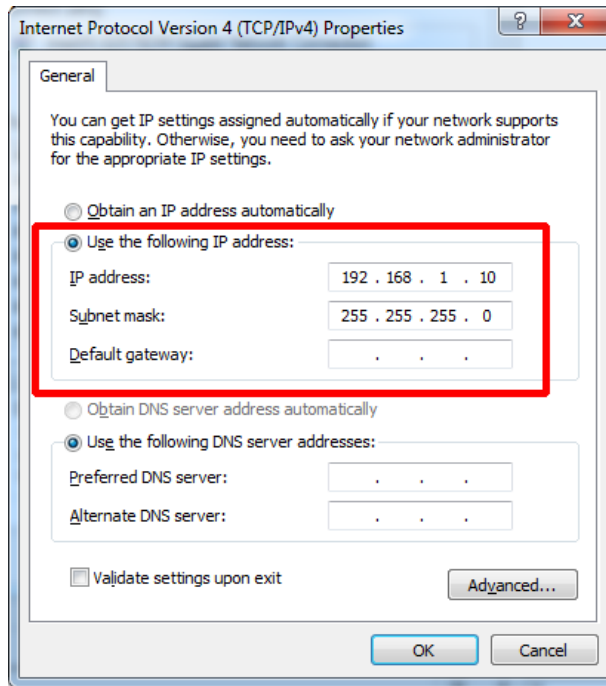 Internet Protocol Version 4 (TCP/IPv4) Properties
General
You can get IP settings assigned automatically if your network supports
this capability. Otherwise, you need to ask your network administrator
for the appropriate IP settings.
Obtain an IP address automatically
Use the following IP address:
IP address: 192 . 168 . 1 . 10
Subnet mask: 255 . 255 . 255 . 0
Default gateway: . . .
Obtain DNS server address automatically
Use the following DNS server addresses:
Preferred DNS server: . . .
Alternate DNS server: . . .
Validate settings upon exit
Advanced...
OK Cancel